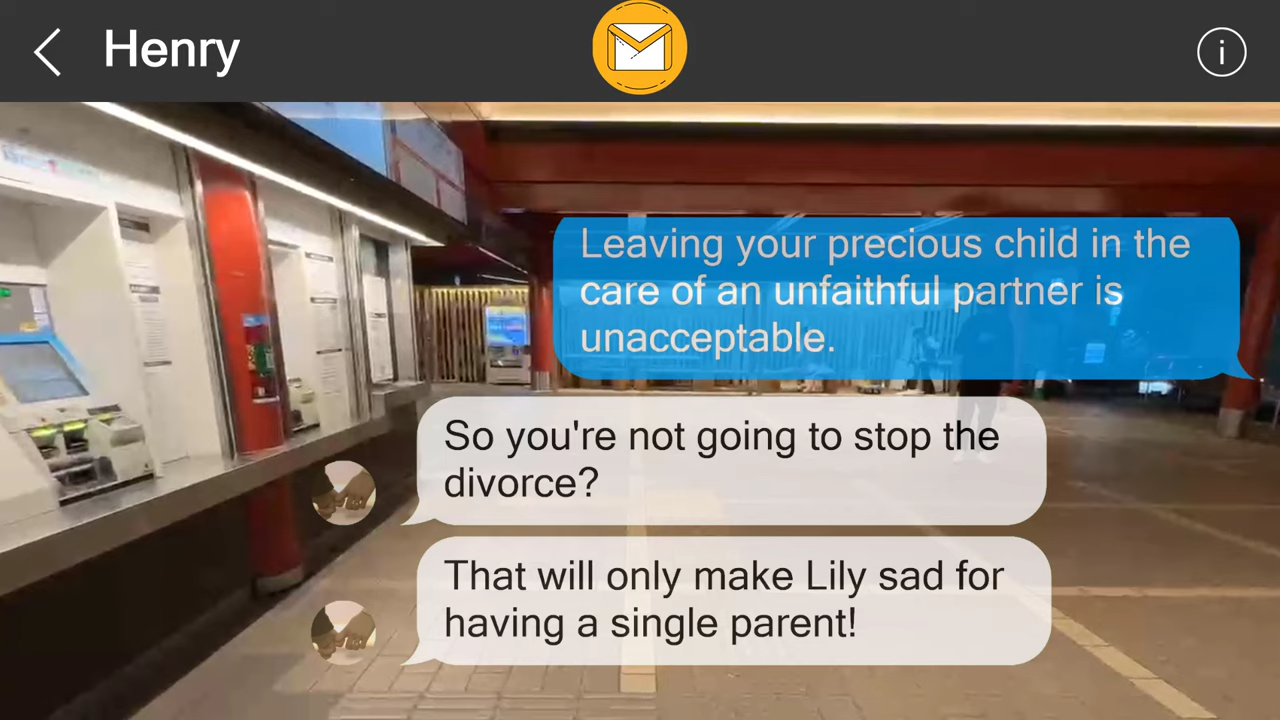 Henry
i
Leaving your precious child in the
care of an unfaithful partner is
unacceptable.
So you're not going to stop the
divorce?
That will only make Lily sad for
having a single parent!